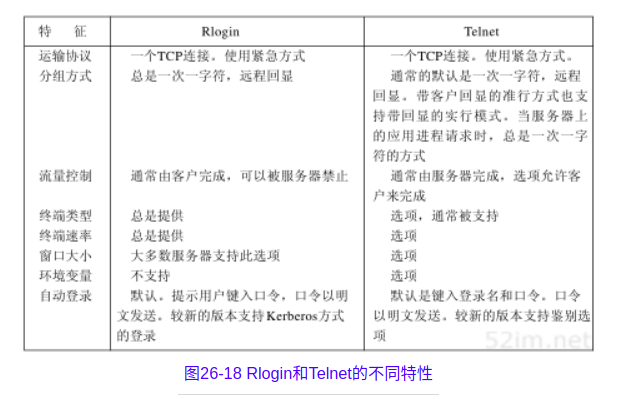 特 征 Rlogin Telnet
运输协议 一个TCP连接。使用紧急方式 一个TCP连接。使用紧急方式。
分组方式 总是一次一字符，远程回显 通常的默认是一次一字符，远程
回显。带客户回显的准行方式也支
持带回显的实行模式。当服务器上
的应用进程请求时，总是一次一字
符的方式
流量控制 通常由客户完成，可以被服务器禁止 通常由服务器完成，选项允许客
户来完成
终端类型 总是提供 选项，通常被支持
终端速率 总是提供 选项
窗口大小 大多数服务器支持此选项 选项
环境变量 不支持 选项
自动登录 默认。提示用户键入口令，口令以明 默认是键入登录名和口令。口令
文发送。较新的版本支持Kerberos方式 以明文发送。较新的版本支持鉴别选
的登录 项
52im.net
图26-18 Rlogin和Telnet的不同特性